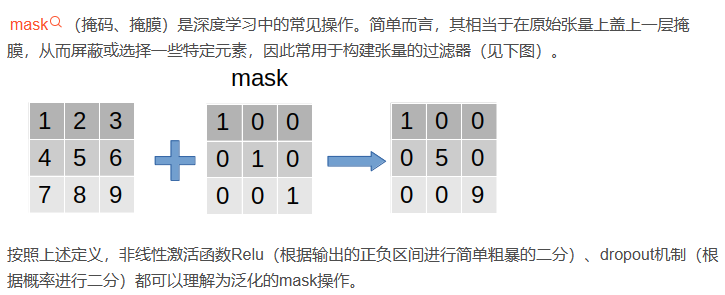 mask（掩码、掩膜）是深度学习中的常见操作。简单而言，其相当于在原始张量上盖上一层掩
膜，从而屏蔽或选择一些特定元素，因此常用于构建张量的过滤器（见下图）。
mask
1 2 3
4 5 6
7 8 9
1 0 0
0 1 0
0 0 1
1 0 0
0 5 0
0 0 9
按照上述定义，非线性激活函数Relu（根据输出的正负区间进行简单粗暴的二分）、dropout机制（根
据概率进行二分）都可以理解为泛化的mask操作。